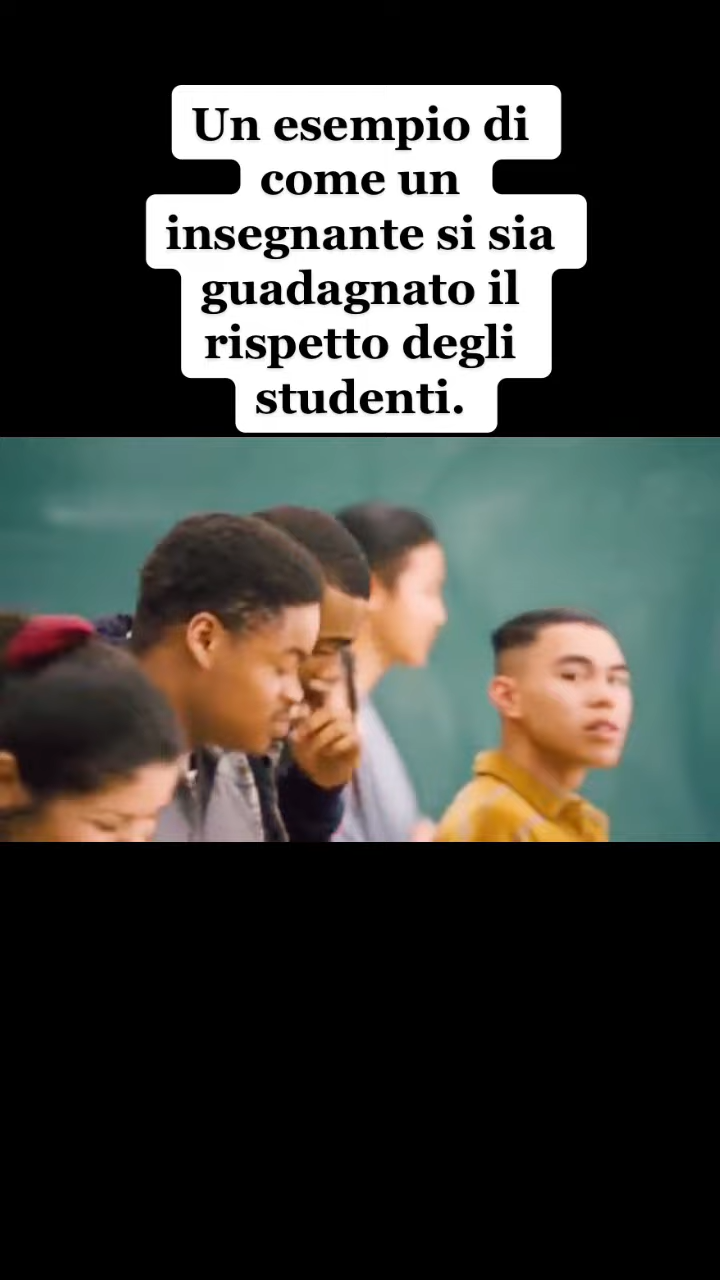 Un esempio di
come un
insegnante si sia
guadagnato il
rispetto degli
studenti.